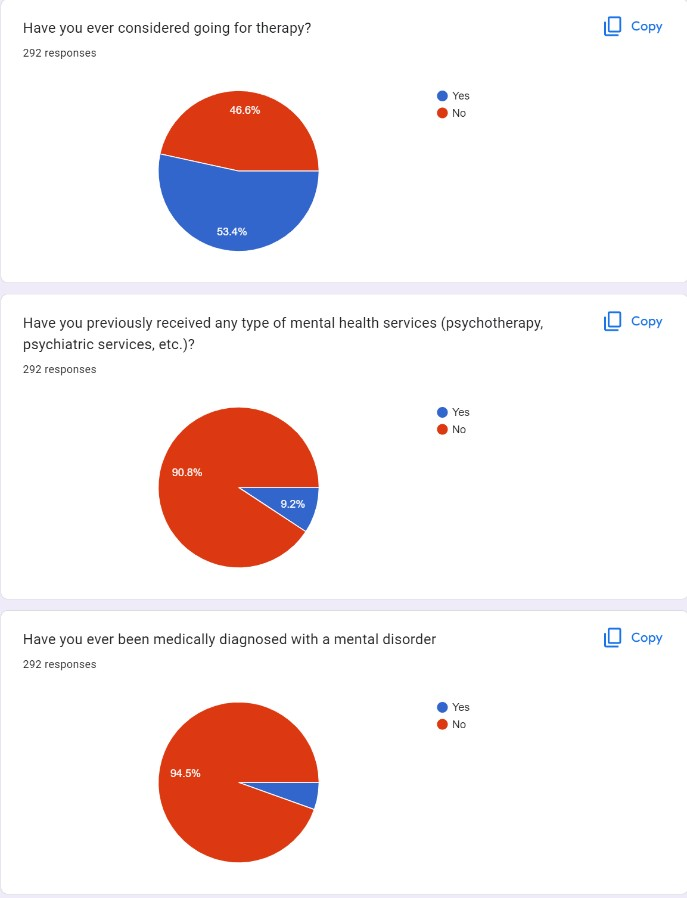 Have you ever considered going for therapy?
Copy
292 responses
46.6%
53.4%
Yes
No
Have you previously received any type of mental health services (psychotherapy,
psychiatric services, etc.)?
Copy
292 responses
90.8%
9.2%
Yes
No
Have you ever been medically diagnosed with a mental disorder
Copy
292 responses
94.5%
Yes
No